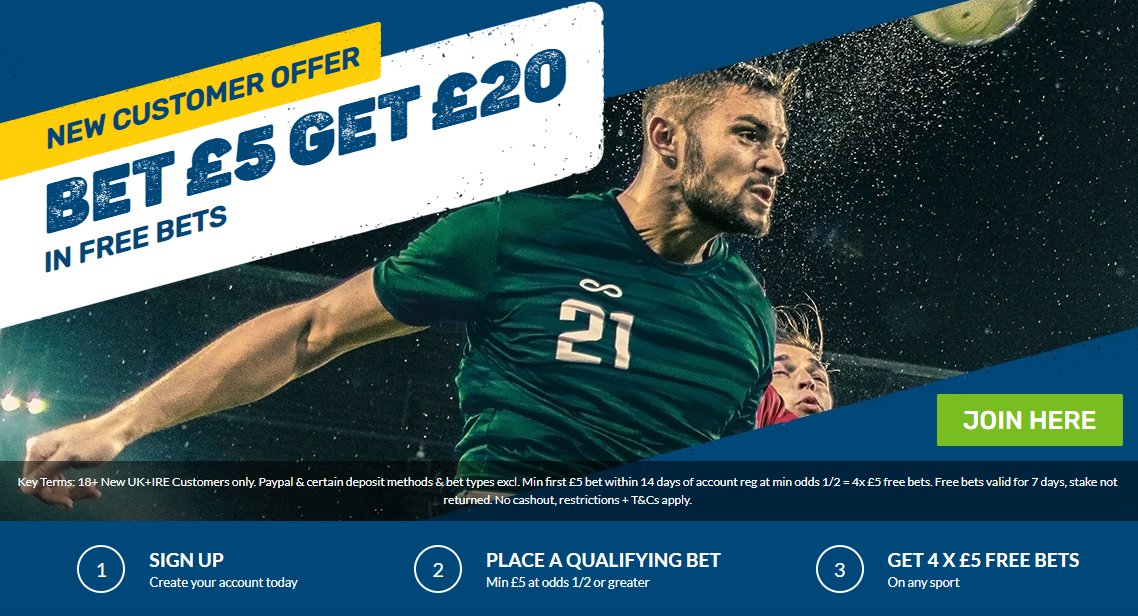 NEW CUSTOMER OFFER
BET £5 GET £20
IN FREE BETS
21
JOIN HERE
Key Terms: 18+ New UK+IRE Customers only. Paypal & certain deposit methods & bet types excl. Min first £5 bet within 14 days of account reg at min odds 1/2 = 4x £5 free bets. Free bets valid for 7 days, stake not
returned. No cashout, restrictions + T&Cs apply.
1
SIGN UP
Create your account today
2
PLACE A QUALIFYING BET
Min £5 at odds 1/2 or greater
3
GET 4 X £5 FREE BETS
On any sport